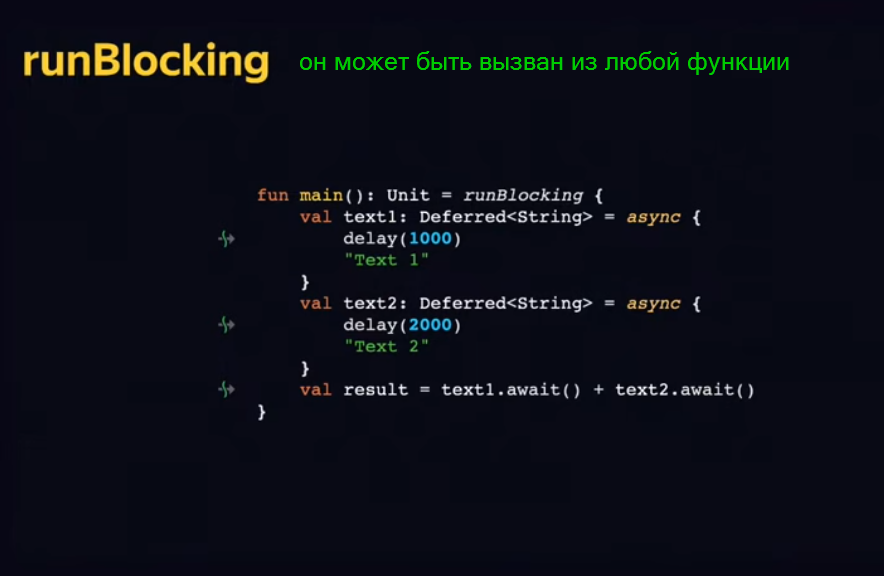 runBlocking он может быть вызван из любой функции
fun main(): Unit = runBlocking {
val text1: Deferred<String> = async {
delay(1000)
"Text 1"
}
val text2: Deferred<String> = async {
delay(2000)
"Text 2"
}
val result = text1.await() + text2.await()
}